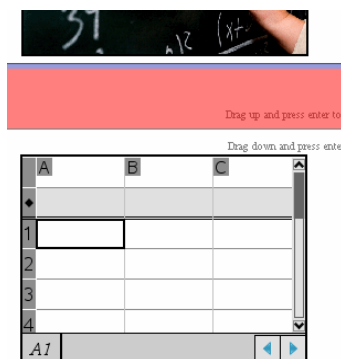 Drag up and press enter to
Drag down and press ente
A B C
1
2
3
4
A1